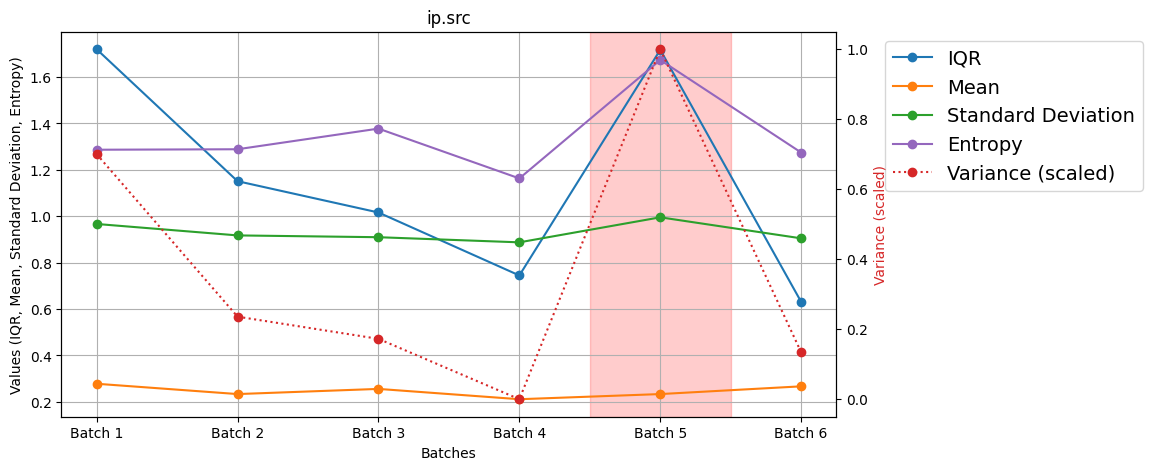 ip.src
Values (IQR, Mean, Standard Deviation, Entropy)
1.6
1.4
1.2
1.0
0.8
0.6
0.4
0.2
Batch 1
Batch 2
Batch 3
Batch 4
Batch 5
Batch 6
Batches
1.0
0.8
0.6
0.4
0.2
0.0
Variance (scaled)
IQR
Mean
Standard Deviation
Entropy
Variance (scaled)